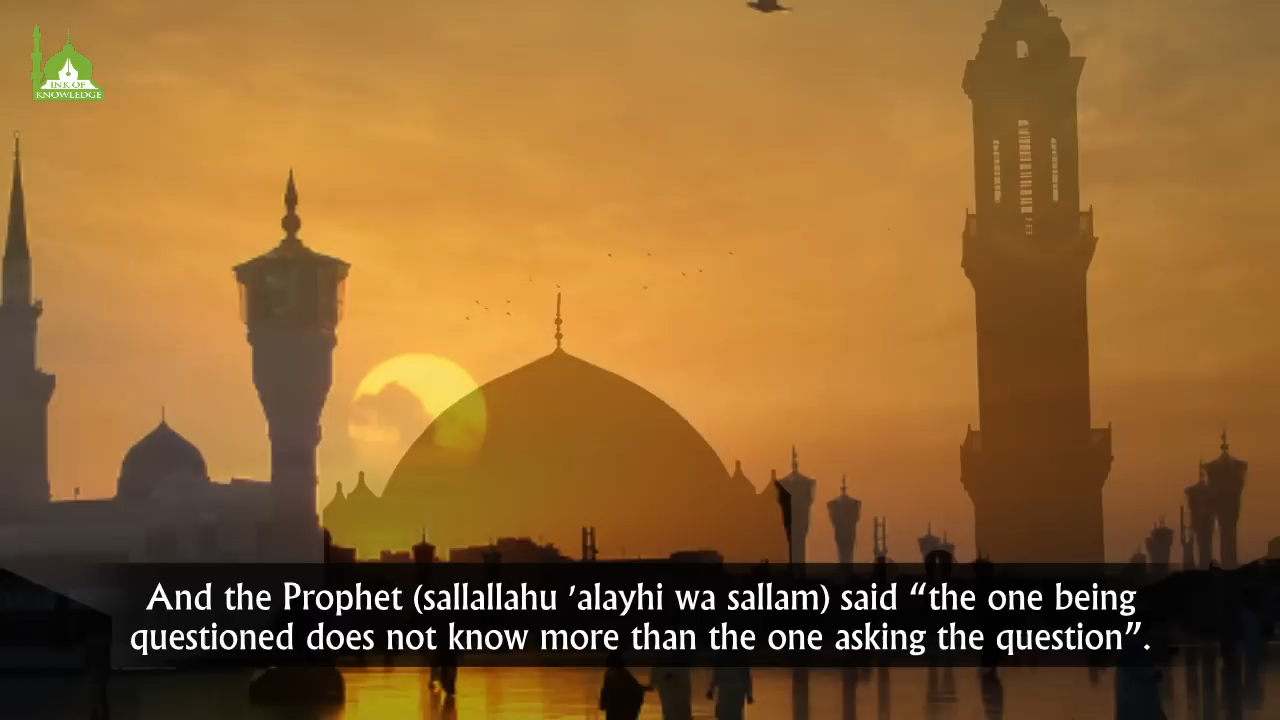 INK OF
KNOWLEDGE
And the Prophet (sallallahu ’alayhi wa sallam) said “the one being
questioned does not know more than the one asking the question”.